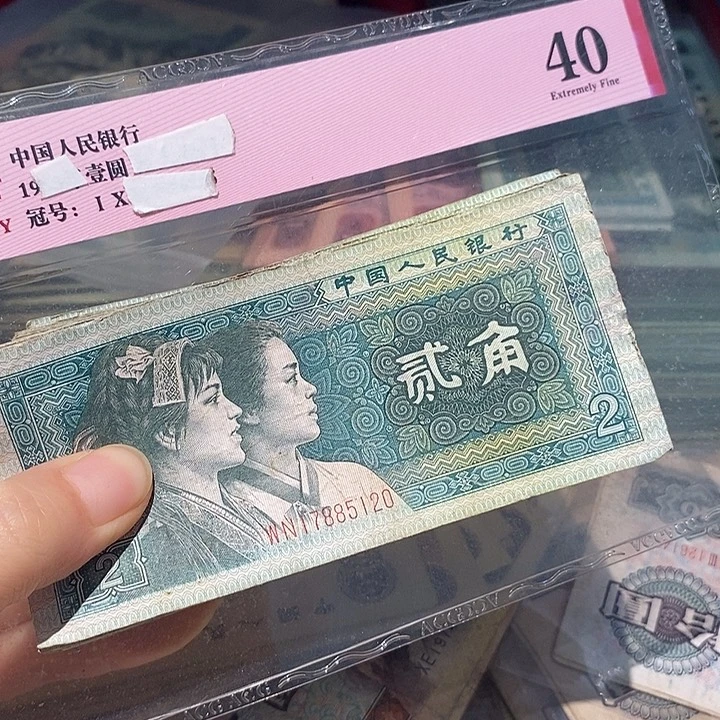 40
Extremely Fine
中国人民银行
19 壹圆
Y 冠号: I X
中国人民银行
贰角
2
WN17885120
2